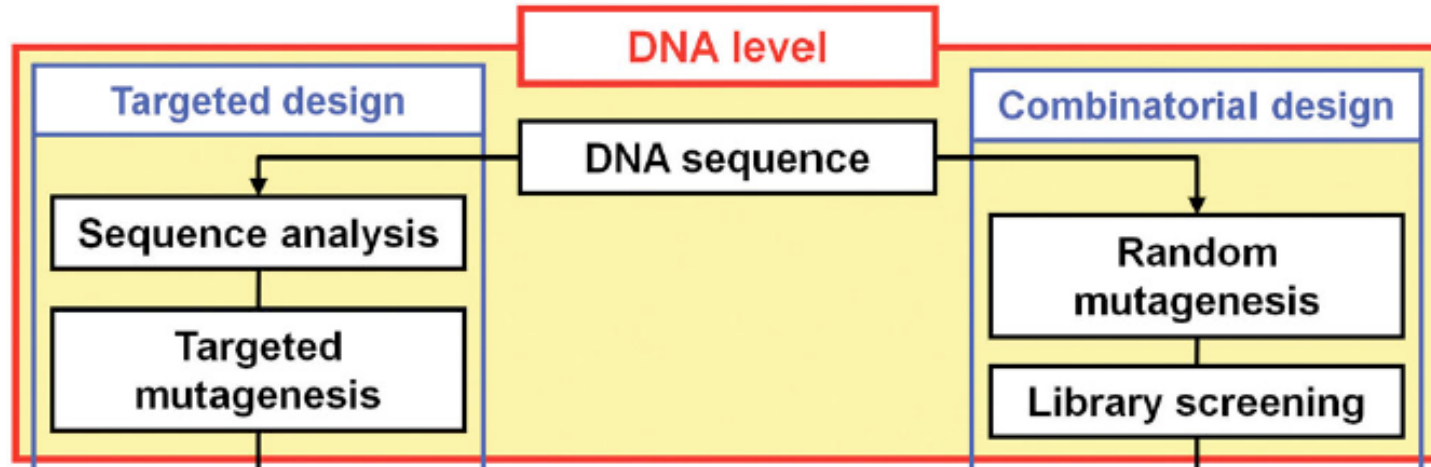 DNA level
Targeted design
Combinatorial design
DNA sequence
Sequence analysis
Random
mutagenesis
Targeted
mutagenesis
Library screening